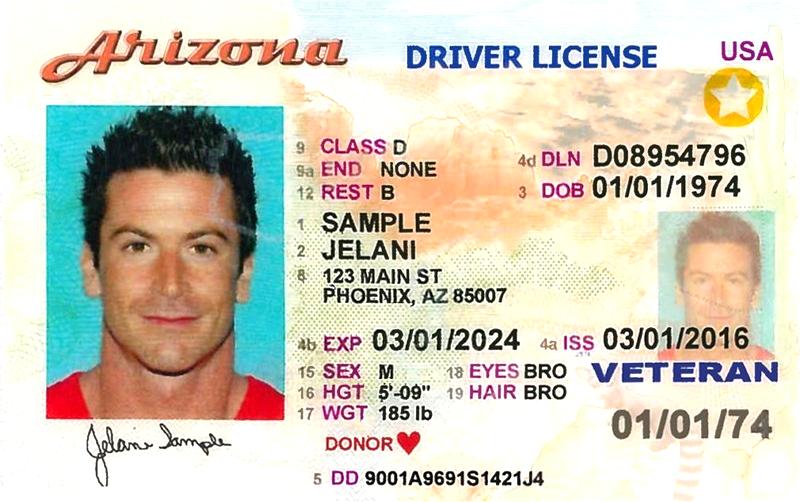 Arizona DRIVER LICENSE USA
9 CLASS D
9a END NONE
4d DLN D08954796
12 REST B
3 DOB 01/01/1974
1 SAMPLE
2 JELANI
8 123 MAIN ST
PHOENIX, AZ 85007
4b EXP 03/01/2024 4a ISS 03/01/2016
15 SEX M 18 EYES BRO
VETERAN
16 HGT 5'-09" 19 HAIR BRO
17 WGT 185 lb
01/01/74
DONOR
Jelani Sample
5 DD 9001A9691S1421J4